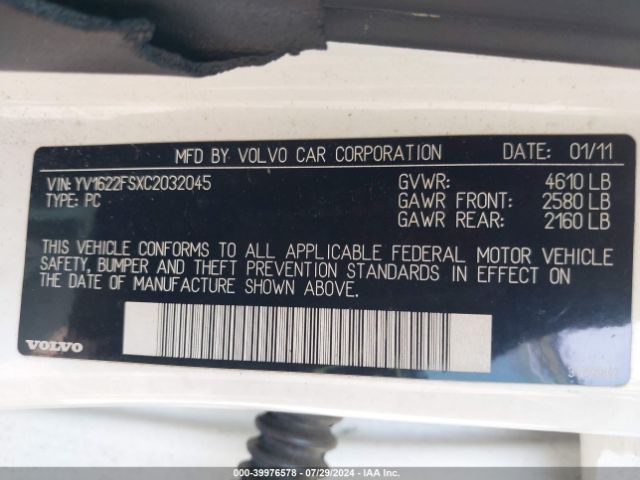 MFD BY VOLVO CAR CORPORATION DATE: 01/11
VIN: YV1622FSXC2032045 GVWR: 4610 LB
TYPE: PC GAWR FRONT: 2580 LB
GAWR REAR: 2160 LB
THIS VEHICLE CONFORMS TO ALL APPLICABLE FEDERAL MOTOR VEHICLE
SAFETY, BUMPER AND THEFT PREVENTION STANDARDS IN EFFECT ON
THE DATE OF MANUFACTURE SHOWN ABOVE.
VOLVO
000-39976578 / 07/29/2024 - IAA Inc.